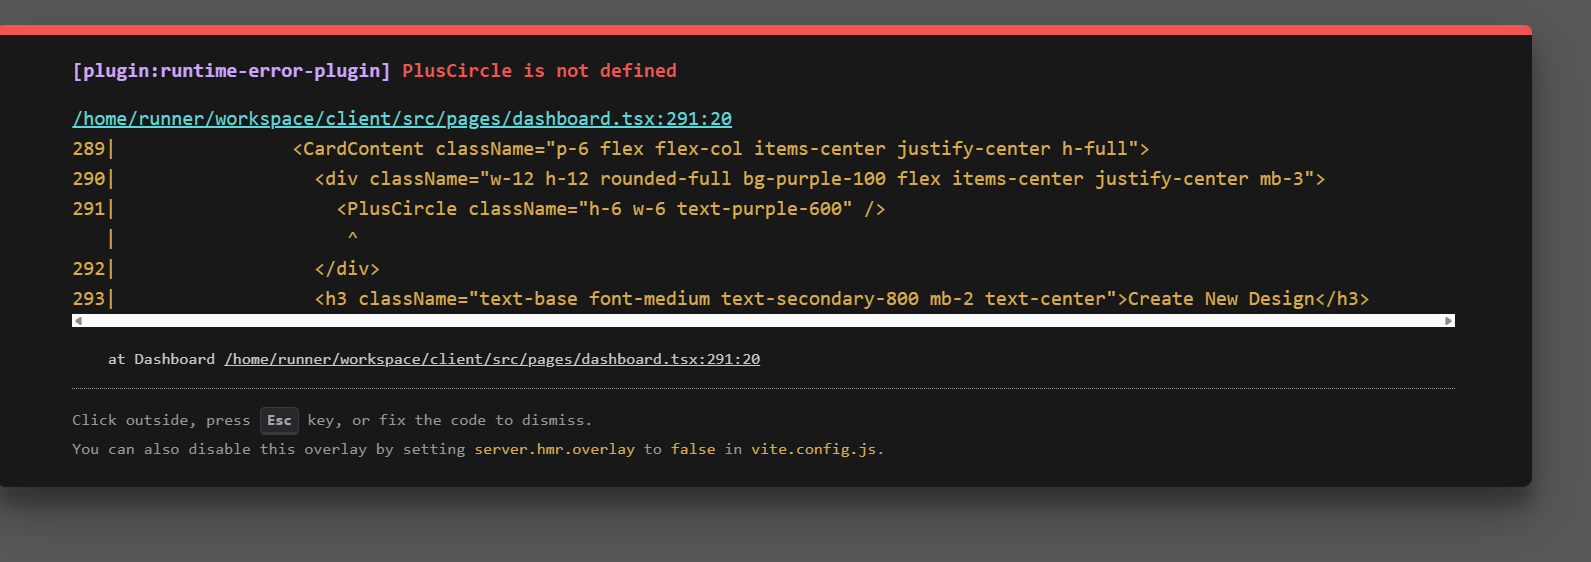 [plugin:runtime-error-plugin] PlusCircle is not defined
/home/runner/workspace/client/src/pages/dashboard.tsx:291:20
289|                <CardContent className="p-6 flex flex-col items-center justify-center h-full">
290|                  <div className="w-12 h-12 rounded-full bg-purple-100 flex items-center justify-center mb-3">
291|                    <PlusCircle className="h-6 w-6 text-purple-600" />
   |                     ^
292|                  </div>
293|                  <h3 className="text-base font-medium text-secondary-800 mb-2 text-center">Create New Design</h3>
at Dashboard /home/runner/workspace/client/src/pages/dashboard.tsx:291:20
Click outside, press Esc key, or fix the code to dismiss.
You can also disable this overlay by setting server.hmr.overlay to false in vite.config.js.